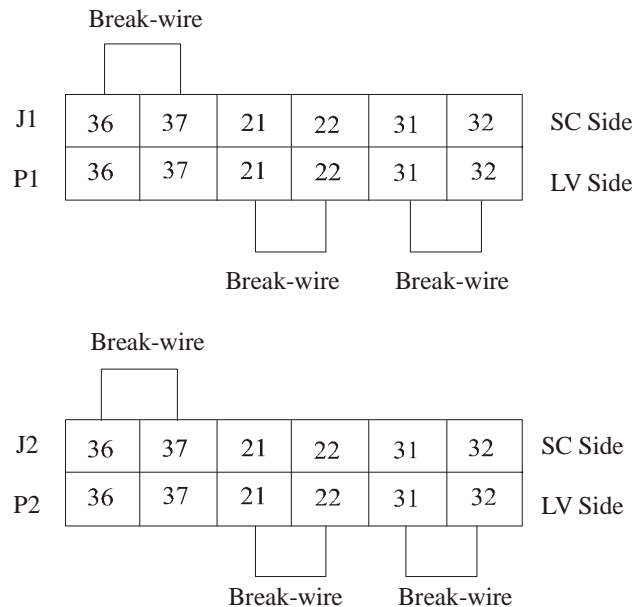 Break-wire
J1 36 37 21 22 31 32 SC Side
P1 36 37 21 22 31 32 LV Side
Break-wire Break-wire
Break-wire
J2 36 37 21 22 31 32 SC Side
P2 36 37 21 22 31 32 LV Side
Break-wire Break-wire